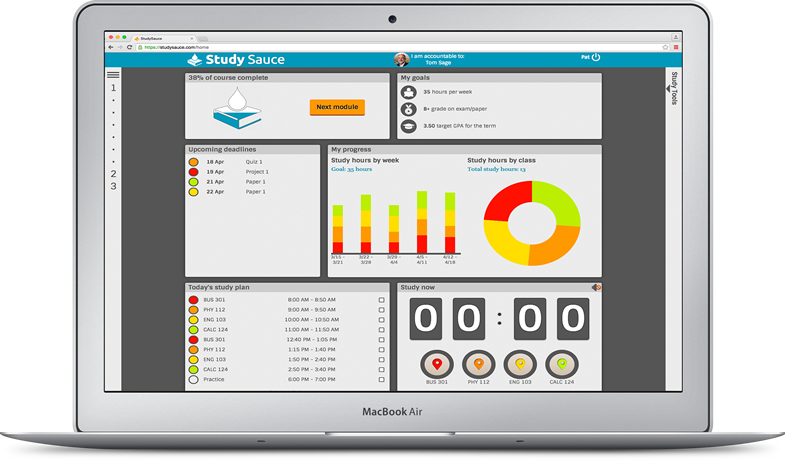 StudySauce
https://studysauce.com/home
Study Sauce
I am accountable to:
Tom Sage
Pat
1
2
3
Study Tools
38% of course complete
Next module
My goals
35 hours per week
B+ grade on exam/paper
3.50 target GPA for the term
Upcoming deadlines
18 Apr Quiz 1
19 Apr Project 1
21 Apr Paper 1
22 Apr Paper 1
My progress
Study hours by week
Goal: 35 hours
3/15 - 3/22 - 3/29 - 4/5 - 4/12 -
3/21 3/28 4/4 4/11 4/18
Study hours by class
Total study hours: 13
Today's study plan
BUS 301 8:00 AM - 8:50 AM
PHY 112 9:00 AM - 9:50 AM
ENG 103 10:00 AM - 10:50 AM
CALC 124 11:00 AM - 11:50 AM
BUS 301 12:40 PM - 1:05 PM
PHY 112 1:15 PM - 1:40 PM
ENG 103 1:50 PM - 2:40 PM
CALC 124 2:50 PM - 3:40 PM
Practice 6:00 PM - 7:00 PM
Study now
00:00
BUS 301 PHY 112 ENG 103 CALC 124
MacBook Air